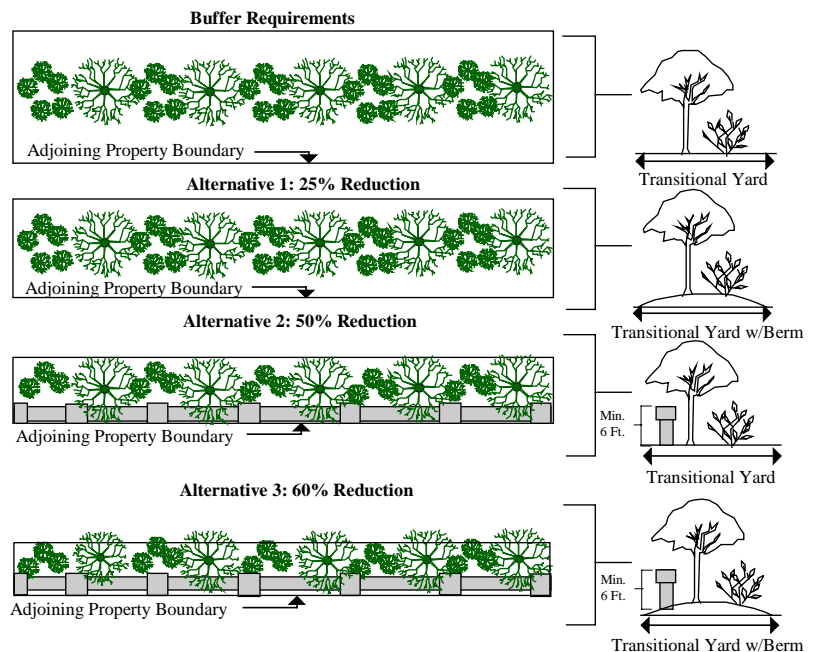 Buffer Requirements
Adjoining Property Boundary
Transitional Yard
Alternative 1: 25% Reduction
Adjoining Property Boundary
Transitional Yard w/Berm
Alternative 2: 50% Reduction
Min.
6 Ft.
Adjoining Property Boundary
Transitional Yard
Alternative 3: 60% Reduction
Min.
6 Ft.
Adjoining Property Boundary
Transitional Yard w/Berm